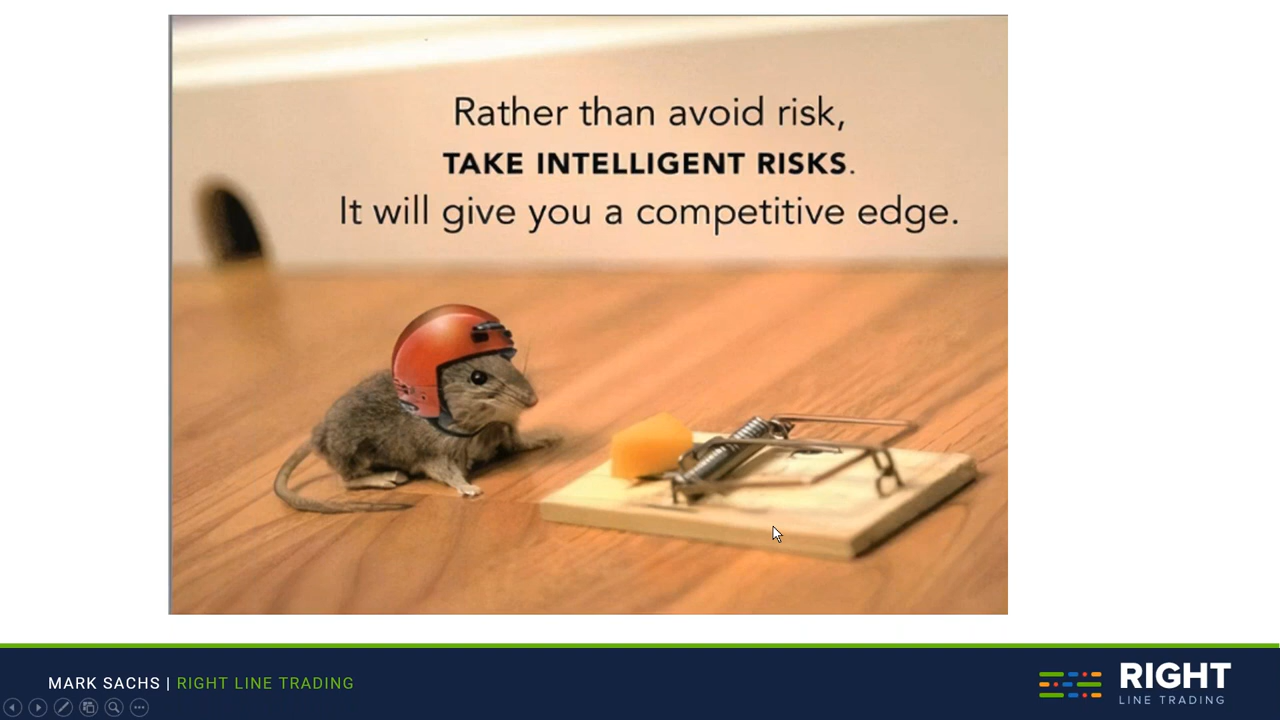 Rather than avoid risk,
TAKE INTELLIGENT RISKS.
It will give you a competitive edge.
MARK SACHS | RIGHT LINE TRADING
RIGHT
LINE TRADING